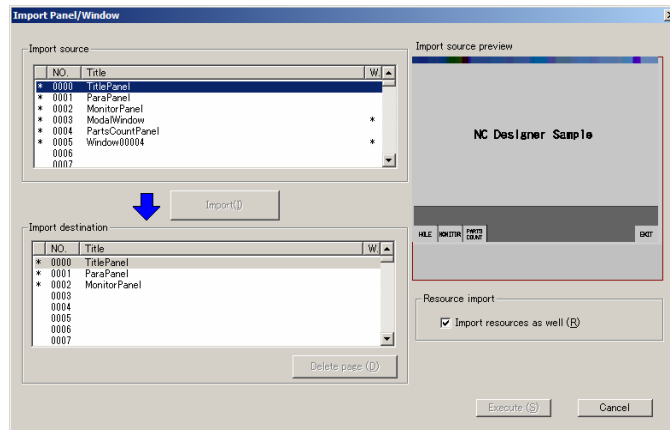 Import Panel/Window
Import source
NO. Title W.
* 0000 TitlePanel
* 0001 ParaPanel
* 0002 MonitorPanel
* 0003 ModalWindow *
* 0004 PartsCountPanel
* 0005 Window00004 *
0006
0007
Import(I)
Import destination
NO. Title W.
* 0000 TitlePanel
* 0001 ParaPanel
* 0002 MonitorPanel
0003
0004
0005
0006
0007
Delete page (D)
Import source preview
NC Designer Sample
HOLE MONITOR PARTS COUNT EXIT
Resource import
Import resources as well (R)
Execute (S) Cancel